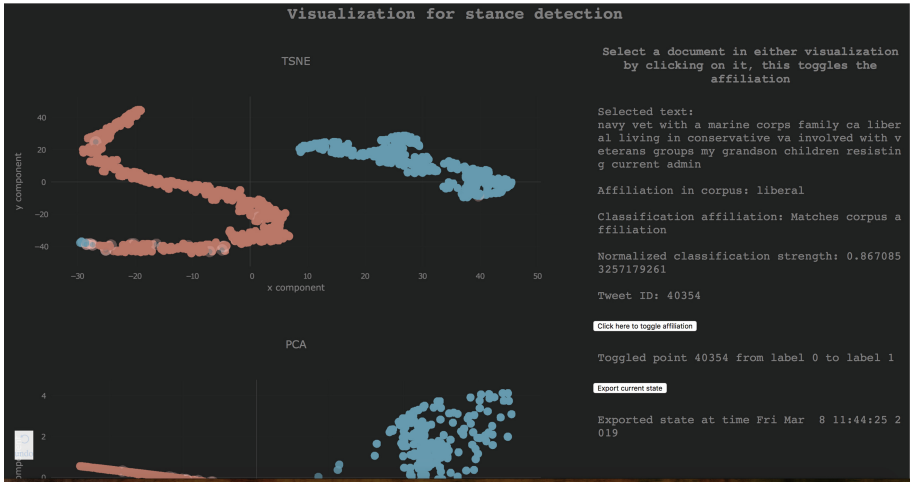 Visualization for stance detection
TSNE
40
20
0
−20
−40
y component
−30
−20
−10
0
10
20
30
40
50
x component
PCA
4
2
0
Select a document in either visualization
by clicking on it, this toggles the
affiliation
Selected text:
navy vet with a marine corps family ca liber
al living in conservative va involved with v
eterans groups my grandson children resistin
g current admin
Affiliation in corpus: liberal
Classification affiliation: Matches corpus a
ffiliation
Normalized classification strength: 0.867085
3257179261
Tweet ID: 40354
Click here to toggle affiliation
Toggled point 40354 from label 0 to label 1
Export current state
Exported state at time Fri Mar  8 11:44:25 2
019